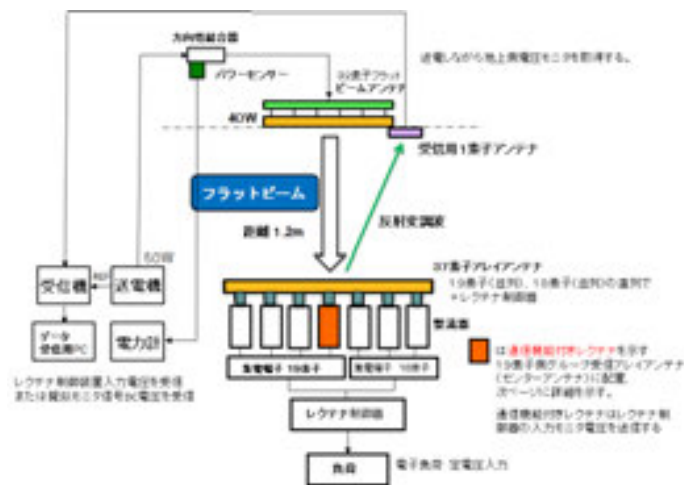 方向性結合器
パワーセンサー
32素子フラット
ビームアンテナ
送電しながら地上側電圧モニタを取得する。
40W
受信用1素子アンテナ
フラットビーム
距離 1.2m
反射変調波
50W
受信機
送電機
データ
受信用PC
電力計
レクテナ制御装置入力電圧を受信
または模擬モニタ信号DC電圧を受信
37素子アレイアンテナ
19素子(並列)、18素子(並列)の直列で
+レクテナ制御器
整流器
集電端子 19素子
集電端子 18素子
は通信機能付きレクテナを示す
19素子側グループ受信アレイアンテナ
(センターアンテナ)に配置、
次ページに詳細を示す。
通信機能付きレクテナはレクテナ制
御器の入力モニタ電圧を送信する
レクテナ制御器
負荷
電子負荷 定電圧入力